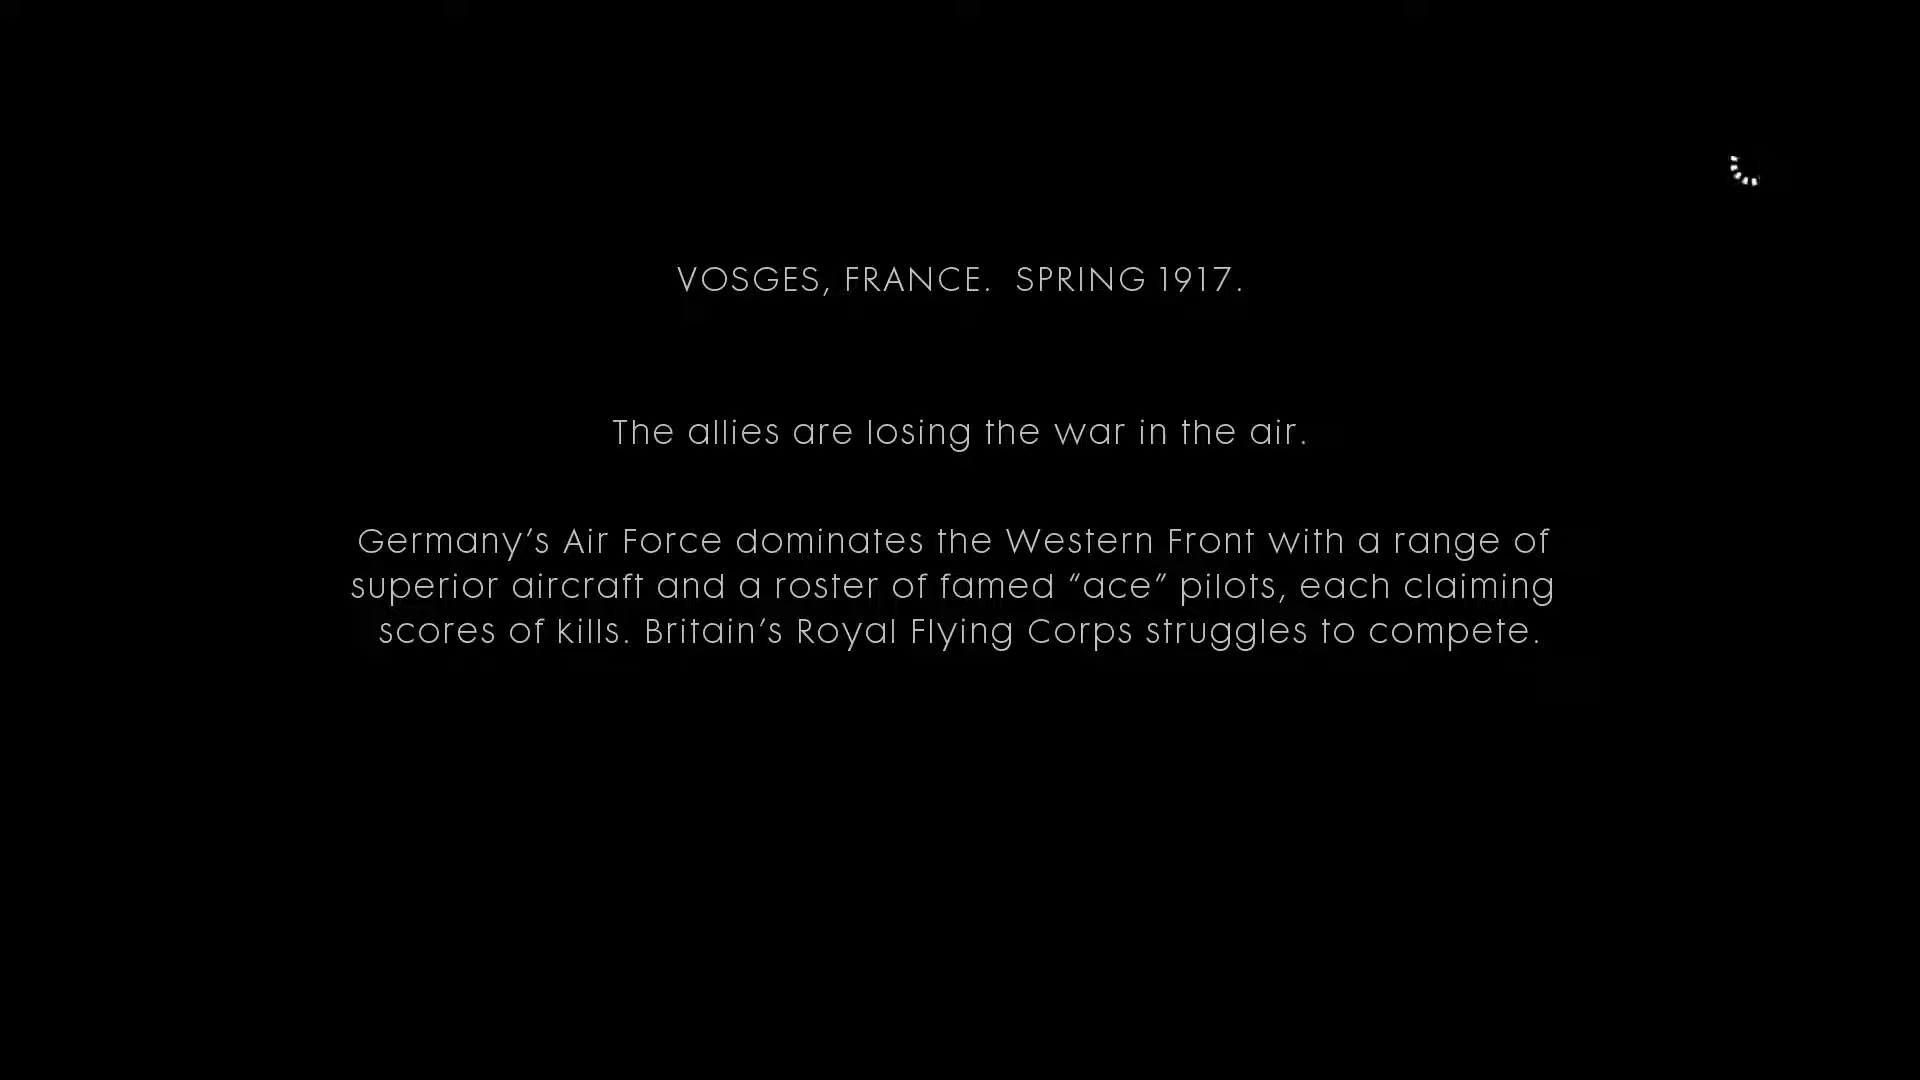 VOSGES, FRANCE.  SPRING 1917.
The allies are losing the war in the air.
Germany’s Air Force dominates the Western Front with a range of
superior aircraft and a roster of famed “ace” pilots, each claiming
scores of kills. Britain’s Royal Flying Corps struggles to compete.